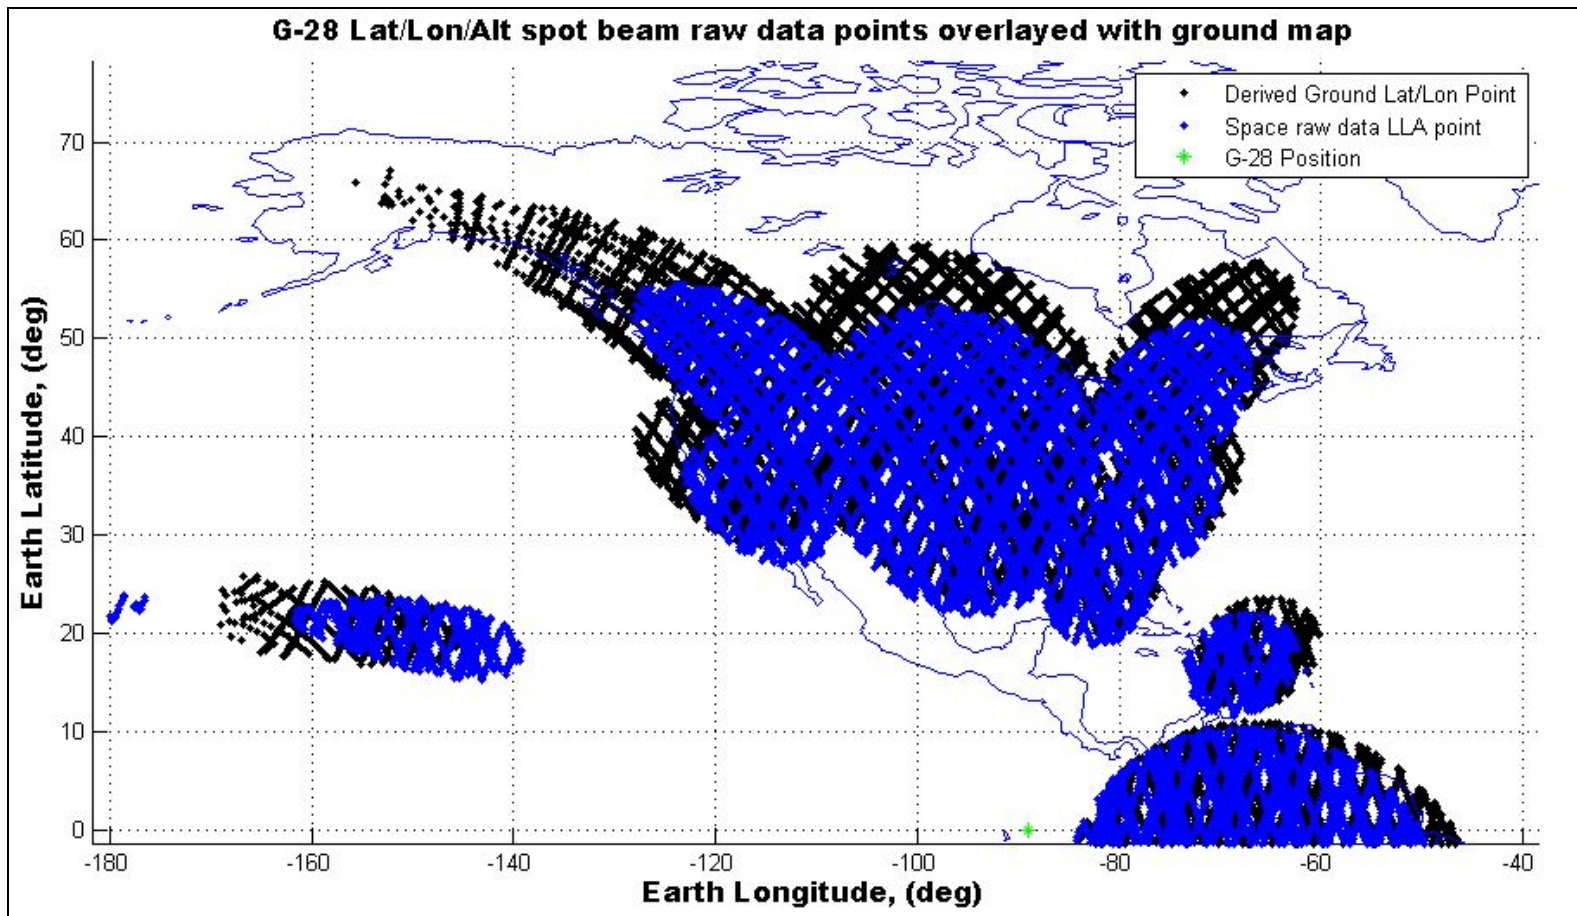 G-28 Lat/Lon/Alt spot beam raw data points overlayed with ground map
Derived Ground Lat/Lon Point
Space raw data LLA point
G-28 Position
Earth Latitude, (deg)
70
60
50
40
30
20
10
0
-180
-160
-140
-120
-100
-80
-60
-40
Earth Longitude, (deg)